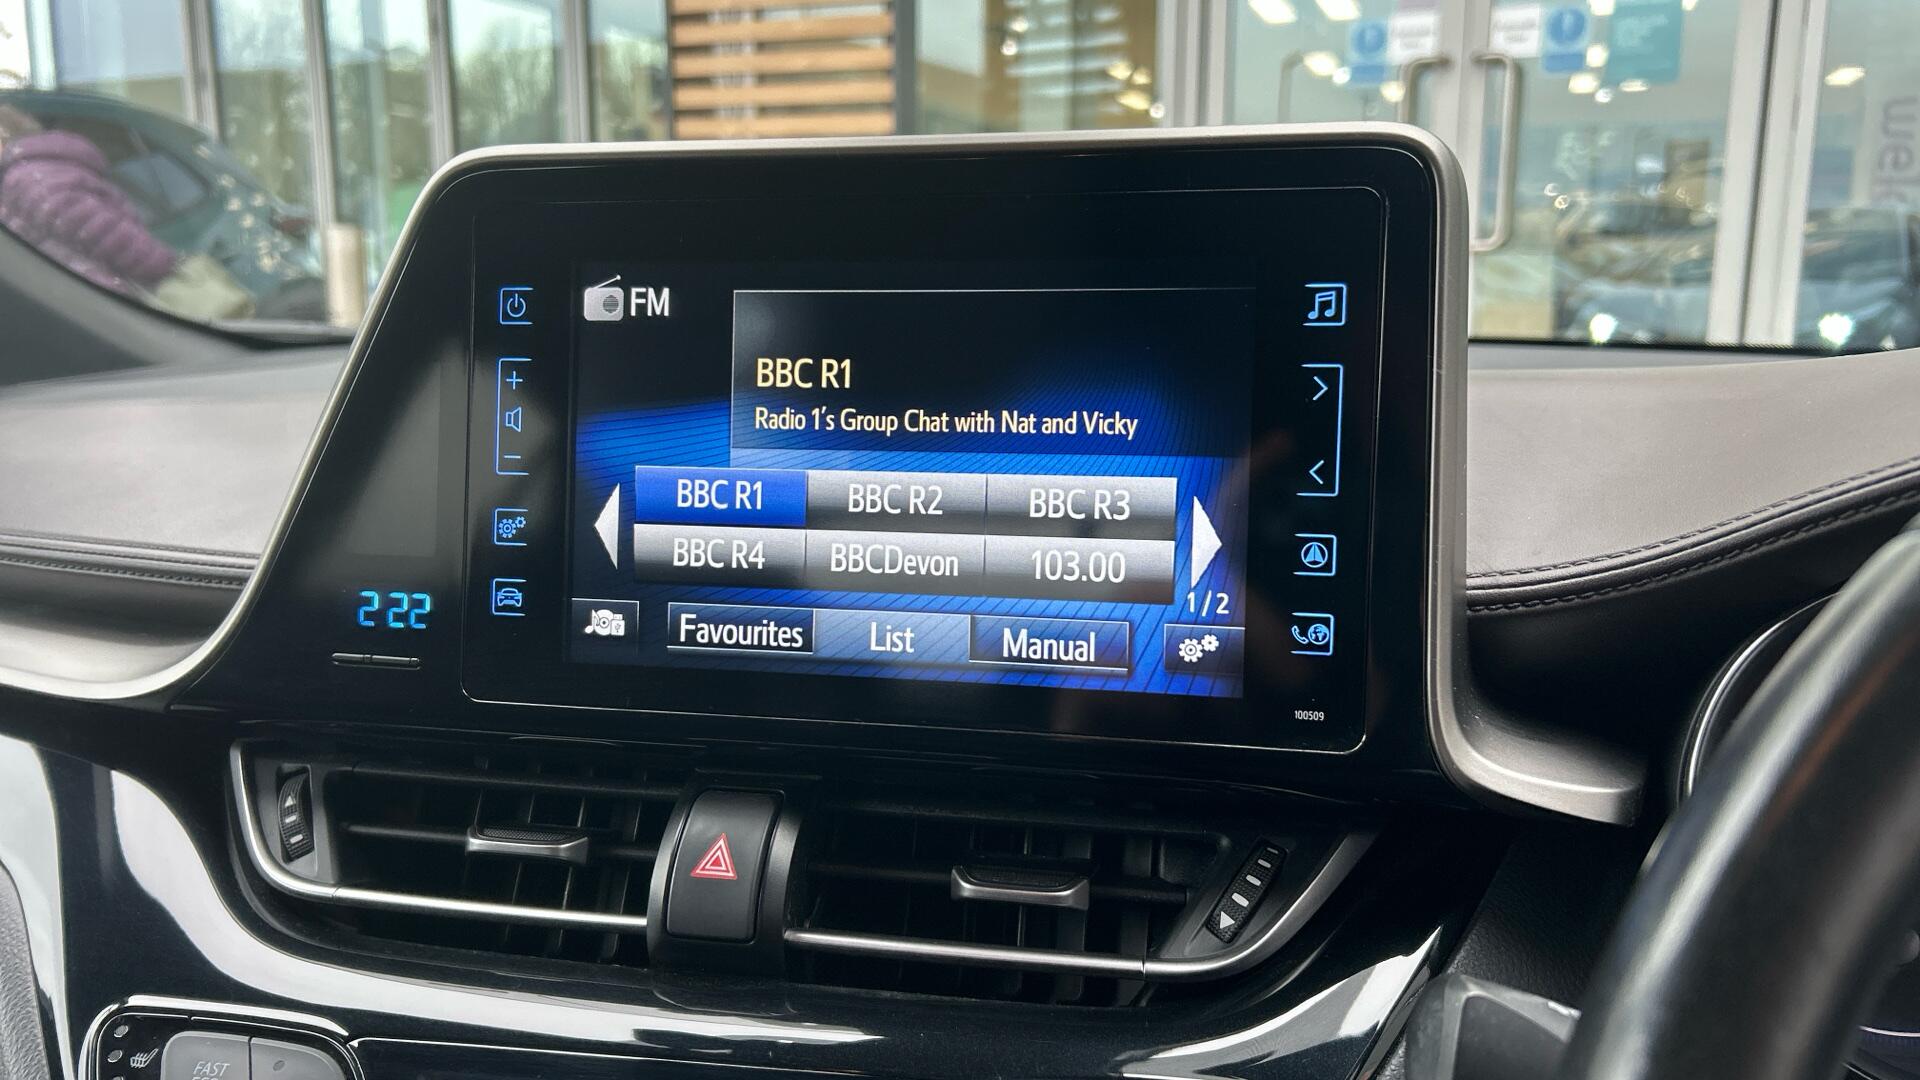 FM
BBC R1
Radio 1's Group Chat with Nat and Vicky
BBC R1 BBC R2 BBC R3
BBC R4 BBCDevon 103.00
1/2
Favourites List Manual
2:22
100509
FAST